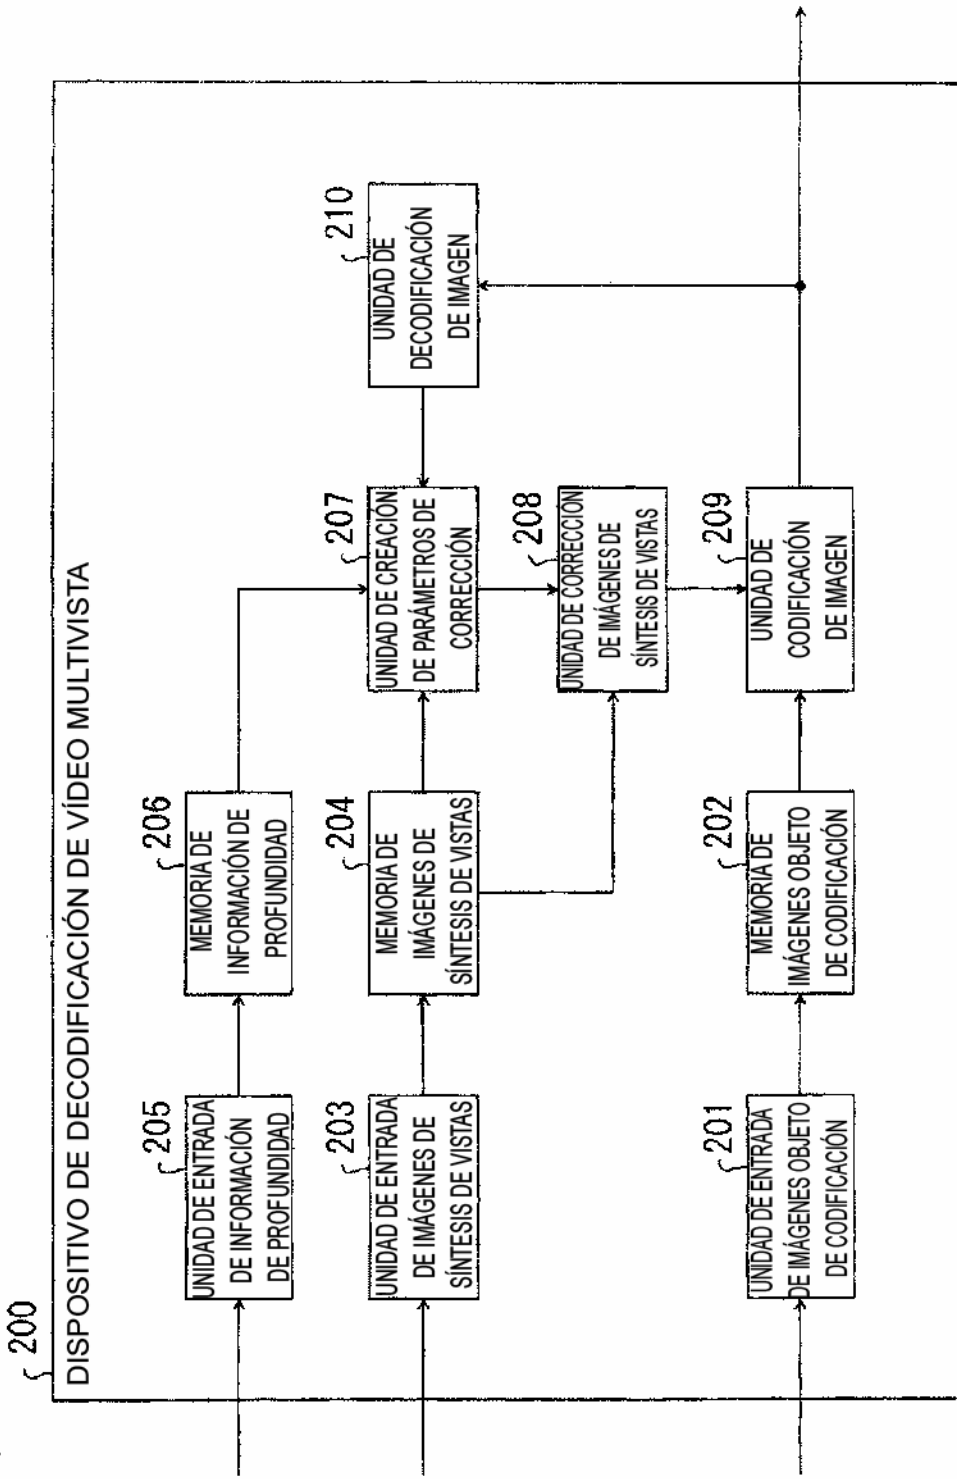 200
DISPOSITIVO DE DECODIFICACIÓN DE VÍDEO MULTIVISTA
205
UNIDAD DE ENTRADA
DE INFORMACIÓN
DE PROFUNDIDAD
206
MEMORIA DE
INFORMACIÓN DE
PROFUNDIDAD
203
UNIDAD DE ENTRADA
DE IMÁGENES DE
SÍNTESIS DE VISTAS
204
MEMORIA DE
IMÁGENES DE
SÍNTESIS DE VISTAS
207
UNIDAD DE CREACIÓN
DE PARÁMETROS DE
CORRECCIÓN
210
UNIDAD DE
DECODIFICACIÓN
DE IMAGEN
208
UNIDAD DE CORRECCIÓN
DE IMÁGENES DE
SÍNTESIS DE VISTAS
201
UNIDAD DE ENTRADA
DE IMÁGENES OBJETO
DE CODIFICACIÓN
202
MEMORIA DE
IMÁGENES OBJETO
DE CODIFICACIÓN
209
UNIDAD DE
CODIFICACIÓN
DE IMAGEN